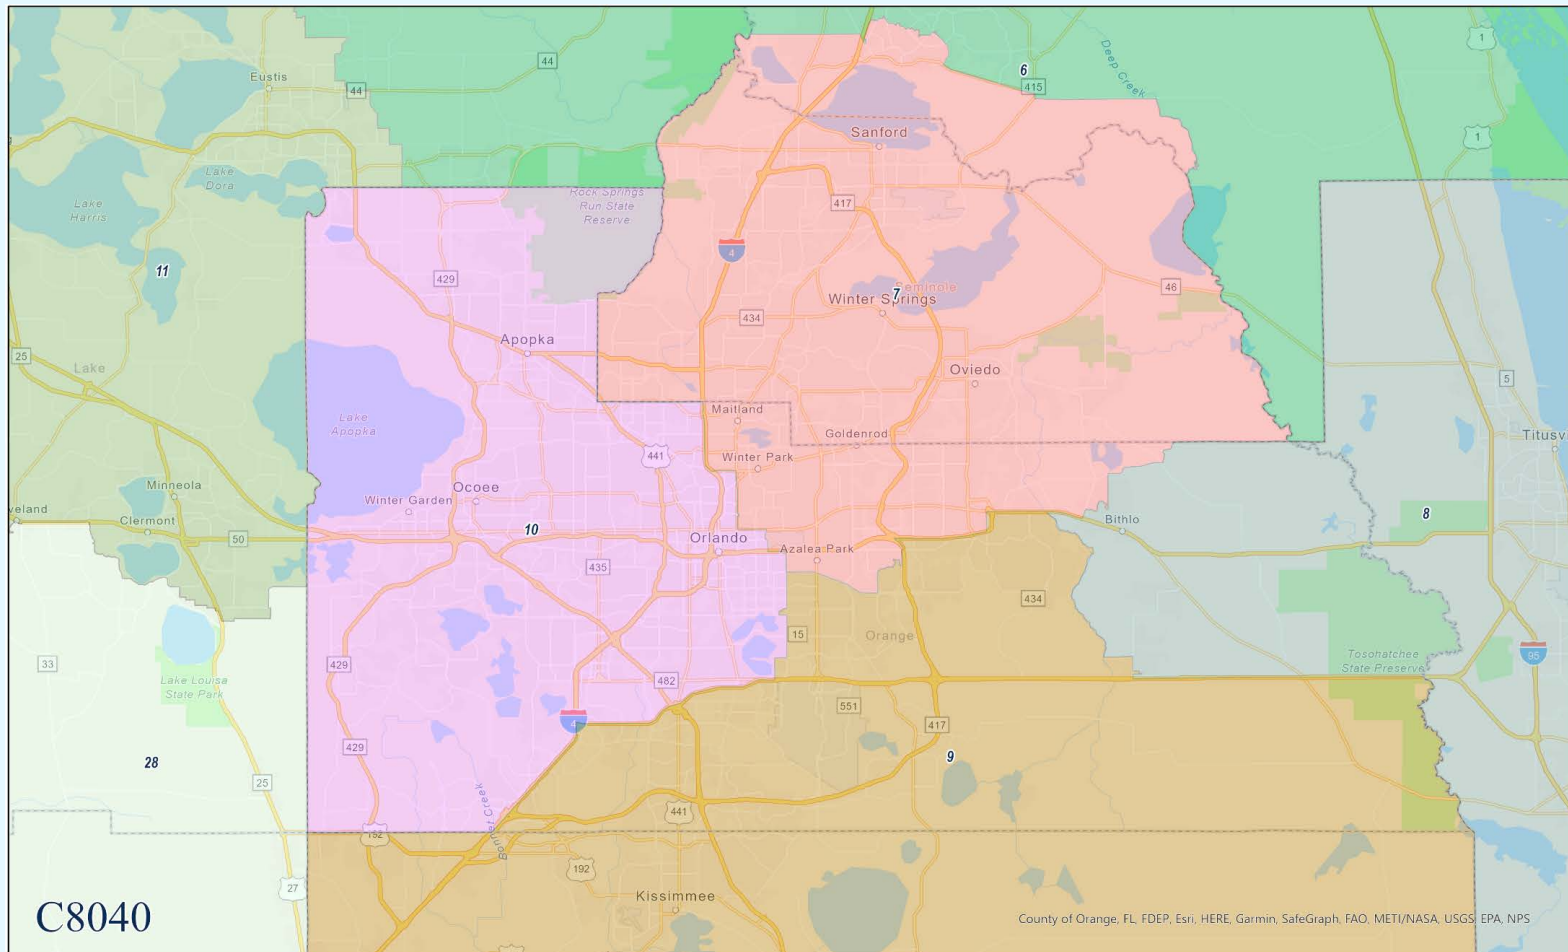 44
6
415
Deep Creek
1
Eustis
44
Sanford
1
Lake
Dora
Lake
Harris
Rock Springs
Run State
Reserve
417
4
11
429
46
7
Seminole
Winter Springs
434
Apopka
25
Lake
Oviedo
5
Maitland
Lake
Apopka
Goldenrod
Titusv
441
Winter Park
Minneola
Ocoee
Winter Garden
veland
Clermont
10
Bithlo
8
50
Orlando
Azalea Park
435
434
15
Orange
33
429
Lake Louisa
State Park
482
Tosohatchee
State Preserve
95
551
4
417
429
9
28
25
Bonnet Creek
441
192
192
27
Kissimmee
C8040
County of Orange, FL, FDEP, Esri, HERE, Garmin, SafeGraph, FAO, METI/NASA, USGS, EPA, NPS